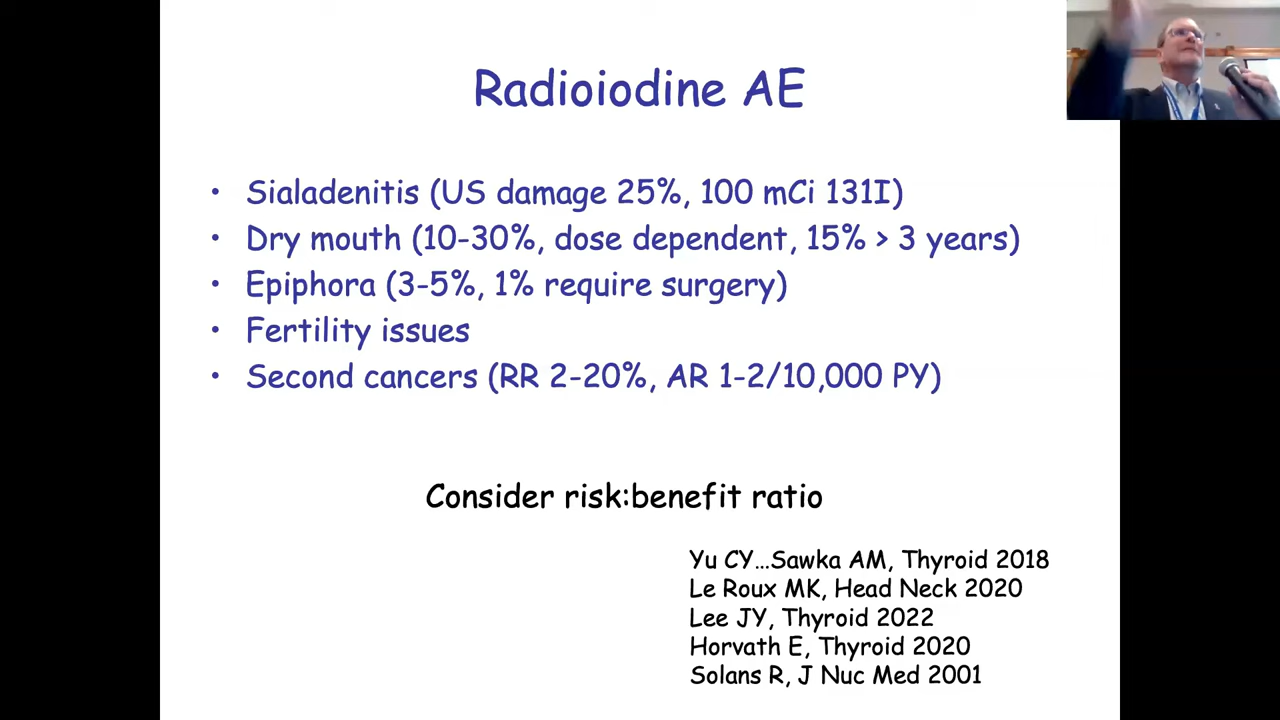 Radioiodine AE
• Sialadenitis (US damage 25%, 100 mCi 131I)
• Dry mouth (10-30%, dose dependent, 15% > 3 years)
• Epiphora (3-5%, 1% require surgery)
• Fertility issues
• Second cancers (RR 2-20%, AR 1-2/10,000 PY)
Consider risk:benefit ratio
Yu CY...Sawka AM, Thyroid 2018
Le Roux MK, Head Neck 2020
Lee JY, Thyroid 2022
Horvath E, Thyroid 2020
Solans R, J Nuc Med 2001